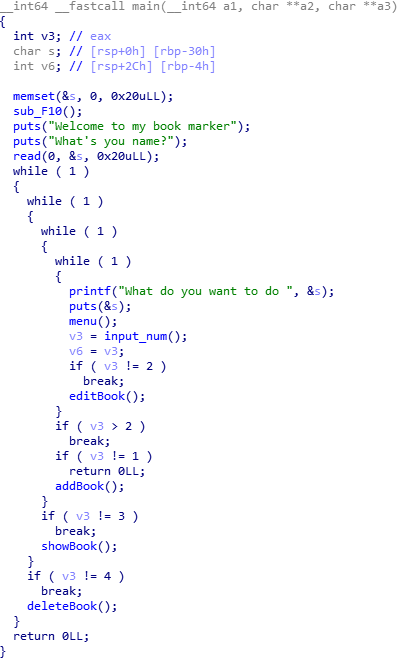 __int64 __fastcall main(__int64 a1, char **a2, char **a3)
{
  int v3; // eax
  char s; // [rsp+0h] [rbp-30h]
  int v6; // [rsp+2Ch] [rbp-4h]

  memset(&s, 0, 0x20uLL);
  sub_F10();
  puts("Welcome to my book marker");
  puts("What's you name?");
  read(0, &s, 0x20uLL);
  while ( 1 )
  {
    while ( 1 )
    {
      while ( 1 )
      {
        while ( 1 )
        {
          printf("What do you want to do ", &s);
          puts(&s);
          menu();
          v3 = input_num();
          v6 = v3;
          if ( v3 != 2 )
            break;
          editBook();
        }
        if ( v3 > 2 )
          break;
        if ( v3 != 1 )
          return 0LL;
        addBook();
      }
      if ( v3 != 3 )
        break;
      showBook();
    }
    if ( v3 != 4 )
      break;
    deleteBook();
  }
  return 0LL;
}